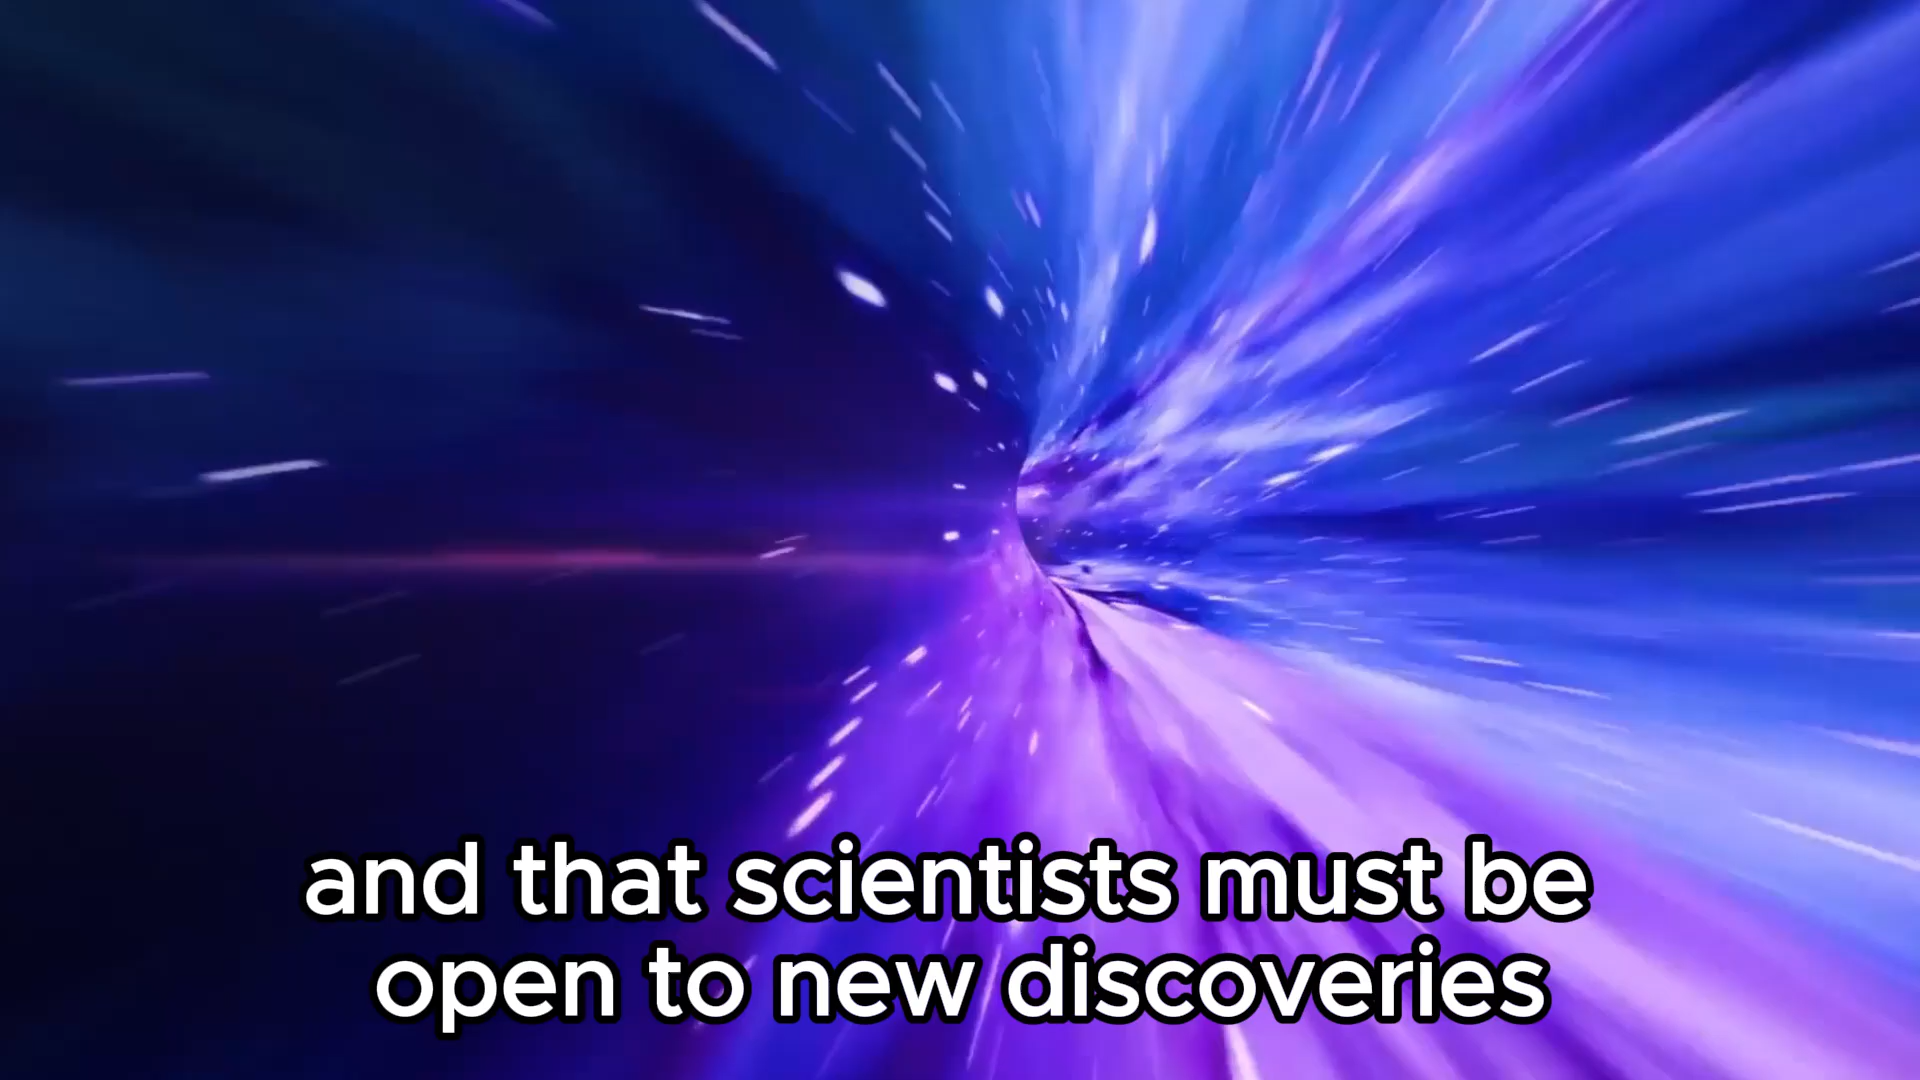 and that scientists must be
open to new discoveries